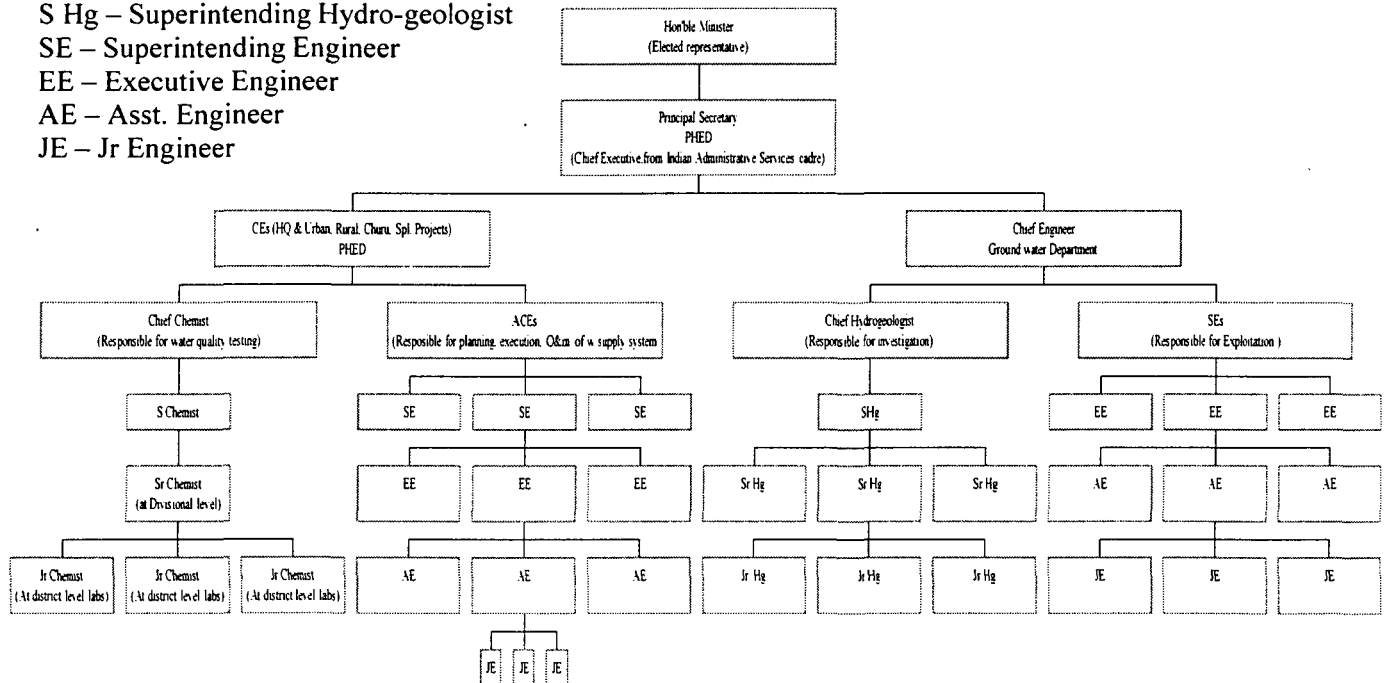 S Hg – Superintending Hydro-geologist
SE – Superintending Engineer
EE – Executive Engineer
AE – Asst. Engineer
JE – Jr Engineer
Hon'ble Minister
(Elected representative)
Principal Secretary
PHED
(Chief Executive from Indian Administrative Services cadre)
CEs (HQ & Urban, Rural, Churu, Spl. Projects)
PHED
Chief Engineer
Ground water Department
Chief Chemist
(Responsible for water quality testing)
ACEs
(Resposible for planning, execution, O&m of w supply system
Chief Hydrogeologist
(Responsible for investigation)
SEs
(Responsible for Exploitation )
S Chemist
SE
SE
SE
SHg
EE
EE
EE
Sr Chemist
(at Divisional level)
EE
EE
EE
Sr Hg
Sr Hg
Sr Hg
AE
AE
AE
Jr Chemist
(At district level labs)
Jr Chemist
(At district level labs)
Jr Chemist
(At district level labs)
AE
AE
AE
Jr Hg
Jr Hg
Jr Hg
JE
JE
JE
JE
JE
JE